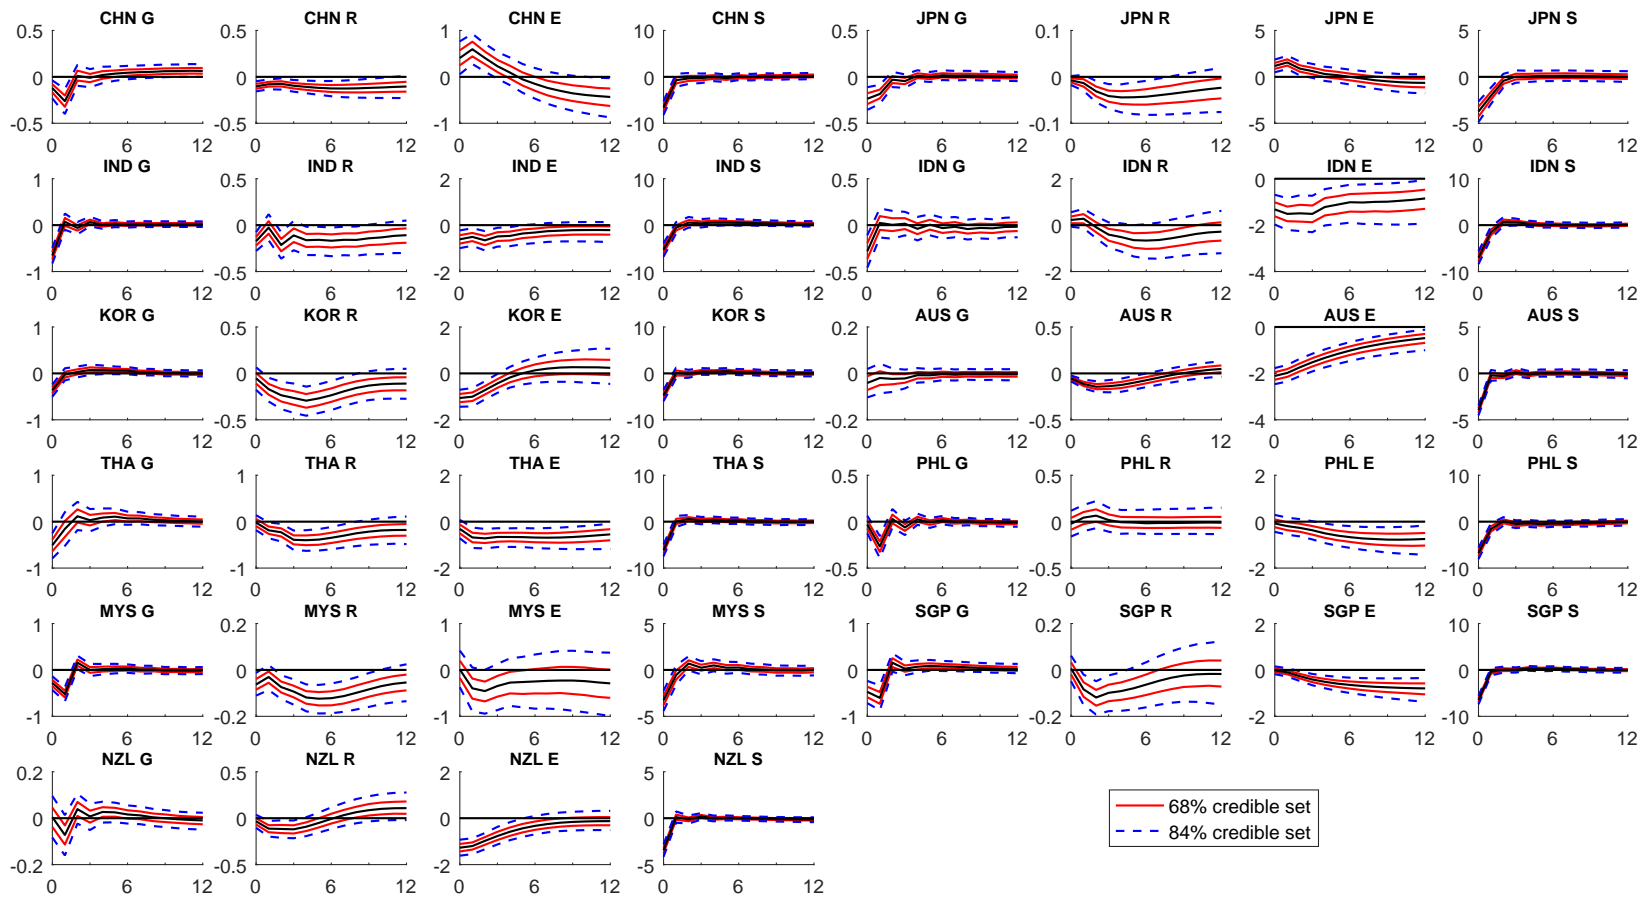 CHN G CHN R CHN E CHN S JPN G JPN R JPN E JPN S
0.5 0.5 1 10 0.5 0.1 5 5
0 0 0 0 0 0 0 0
-0.5 -0.5 -1 -10 -0.5 -0.1 -5 -5
0 6 12 0 6 12 0 6 12 0 6 12 0 6 12 0 6 12 0 6 12 0 6 12
IND G IND R IND E IND S IDN G IDN R IDN E IDN S
1 0.5 2 10 0.5 2 0 10
0 0 0 0 0 0 -2 0
-1 -0.5 -2 -10 -0.5 -2 -4 -10
0 6 12 0 6 12 0 6 12 0 6 12 0 6 12 0 6 12 0 6 12 0 6 12
KOR G KOR R KOR E KOR S AUS G AUS R AUS E AUS S
1 0.5 2 10 0.2 0.5 0 5
0 0 0 0 0 0 -2 0
-1 -0.5 -2 -10 -0.2 -0.5 -4 -5
0 6 12 0 6 12 0 6 12 0 6 12 0 6 12 0 6 12 0 6 12 0 6 12
THA G THA R THA E THA S PHL G PHL R PHL E PHL S
1 1 2 10 0.5 0.5 2 10
0 0 0 0 0 0 0 0
-1 -1 -2 -10 -0.5 -0.5 -2 -10
0 6 12 0 6 12 0 6 12 0 6 12 0 6 12 0 6 12 0 6 12 0 6 12
MYS G MYS R MYS E MYS S SGP G SGP R SGP E SGP S
1 0.2 1 5 1 0.2 2 10
0 0 0 0 0 0 0 0
-1 -0.2 -1 -5 -1 -0.2 -2 -10
0 6 12 0 6 12 0 6 12 0 6 12 0 6 12 0 6 12 0 6 12 0 6 12
NZL G NZL R NZL E NZL S
0.2 0.5 2 5
0 0 0 0
-0.2 -0.5 -2 -5
0 6 12 0 6 12 0 6 12 0 6 12
68% credible set
84% credible set